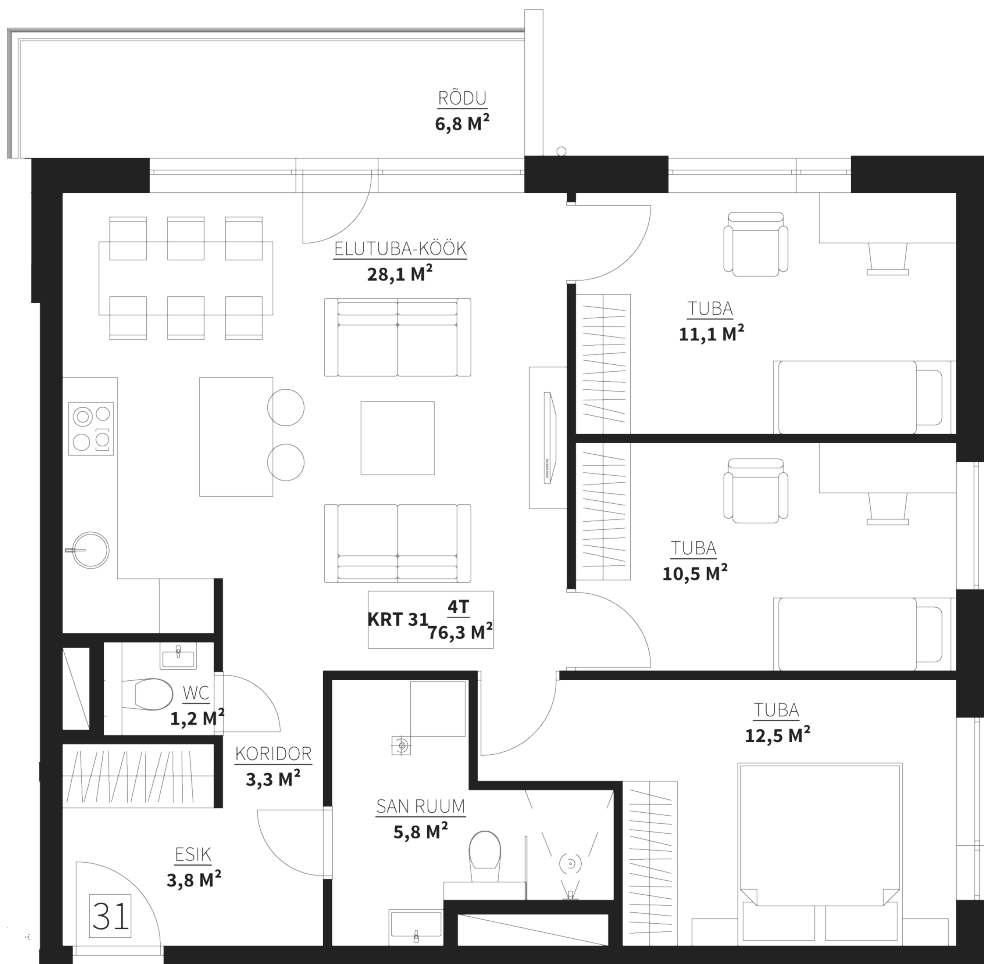 RÕDU
6,8 M²
ELUTUBA-KÖÖK
28,1 M²
TUBA
11,1 M²
TUBA
10,5 M²
KRT 31 4T
76,3 M²
WC
1,2 M²
TUBA
12,5 M²
KORIDOR
3,3 M²
SAN RUUM
5,8 M²
ESIK
3,8 M²
31